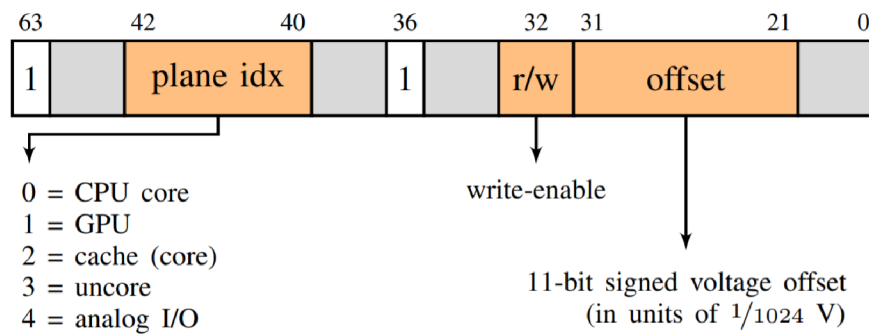 63 42 40 36 32 31 21 0
1 plane idx 1 r/w offset
0 = CPU core
1 = GPU
2 = cache (core)
3 = uncore
4 = analog I/O
write-enable
11-bit signed voltage offset
(in units of 1/1024 V)